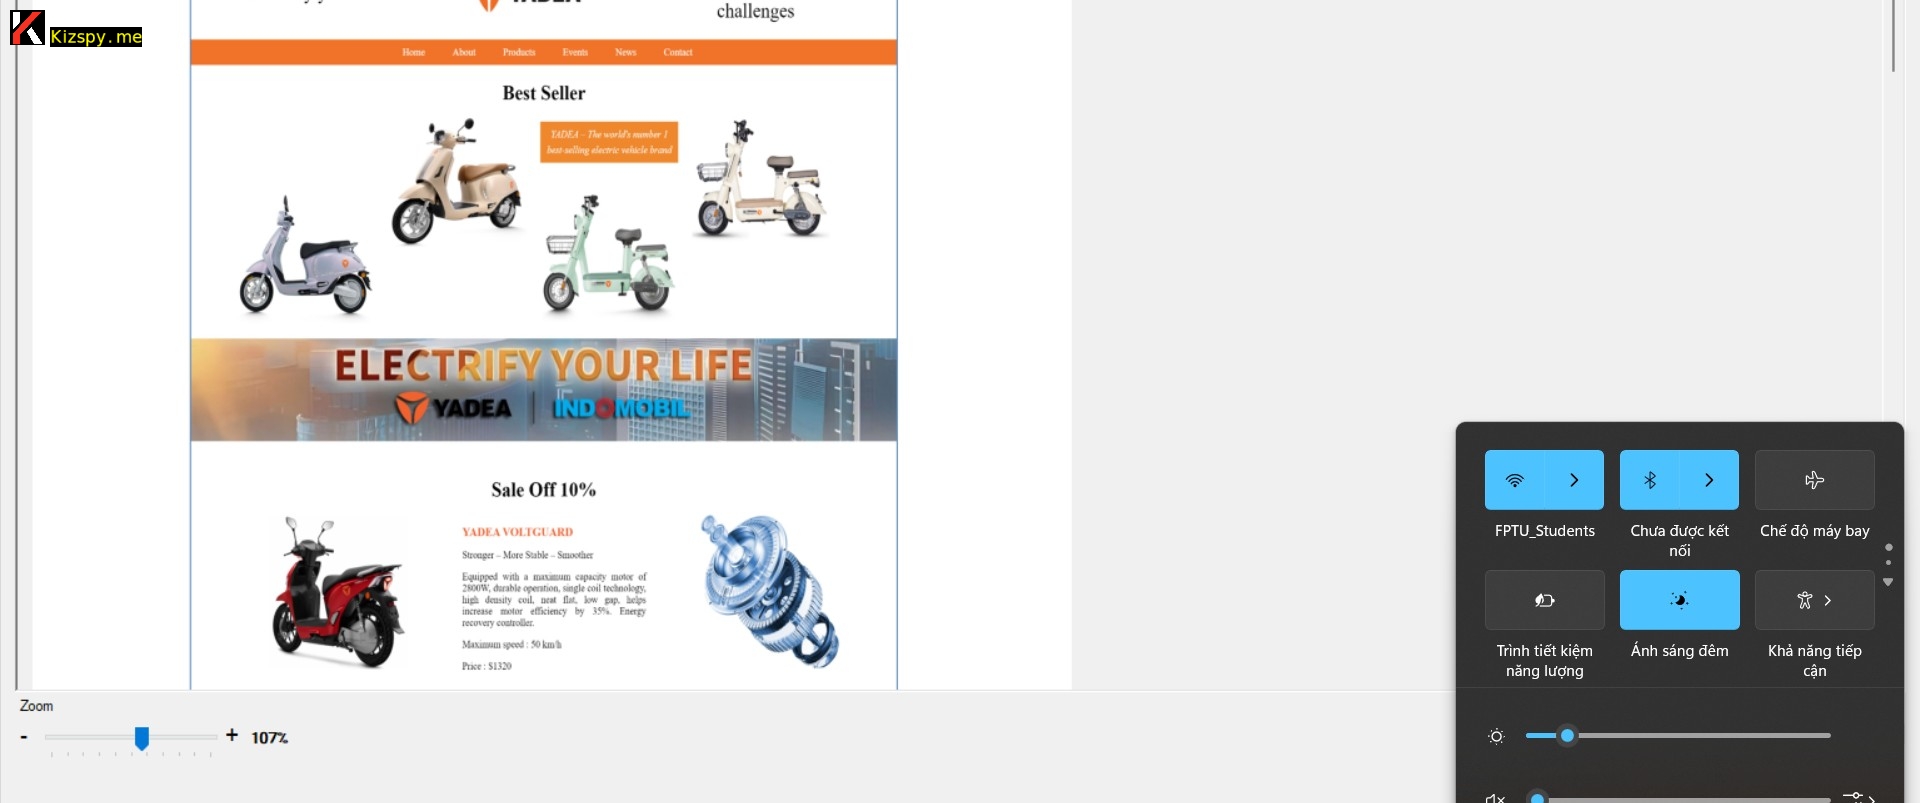 challenges
Kizspy.me
Home About Products Events News Contact
Best Seller
YADEA – The world's number 1
best-selling electric vehicle brand
ELECTRIFY YOUR LIFE
YADEA | INDOMOBIL
Sale Off 10%
YADEA VOLTGUARD
Stronger – More Stable – Smoother
Equipped with a maximum capacity motor of
2800W, durable operation, single coil technology,
high density coil, neat flat, low gap, helps
increase motor efficiency by 35%. Energy
recovery controller.
Maximum speed : 50 km/h
Price : $1320
Zoom
- + 107%
FPTU_Students
Chưa được kết
nối
Chế độ máy bay
Trình tiết kiệm
năng lượng
Ánh sáng đêm
Khả năng tiếp
cận